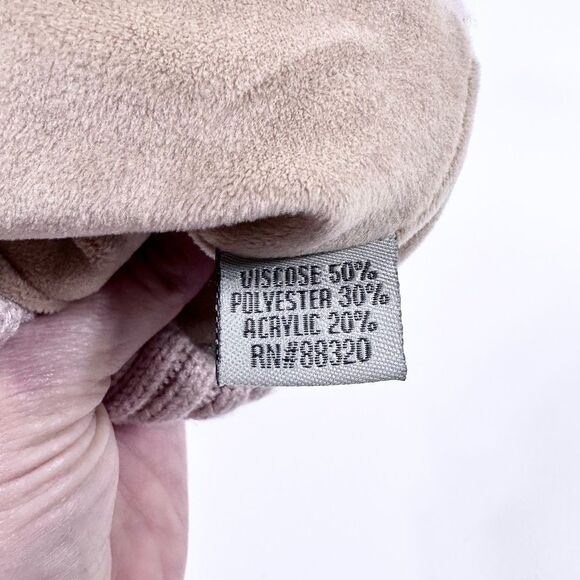 VISCOSE 50%
POLYESTER 30%
ACRYLIC 20%
RN#88320